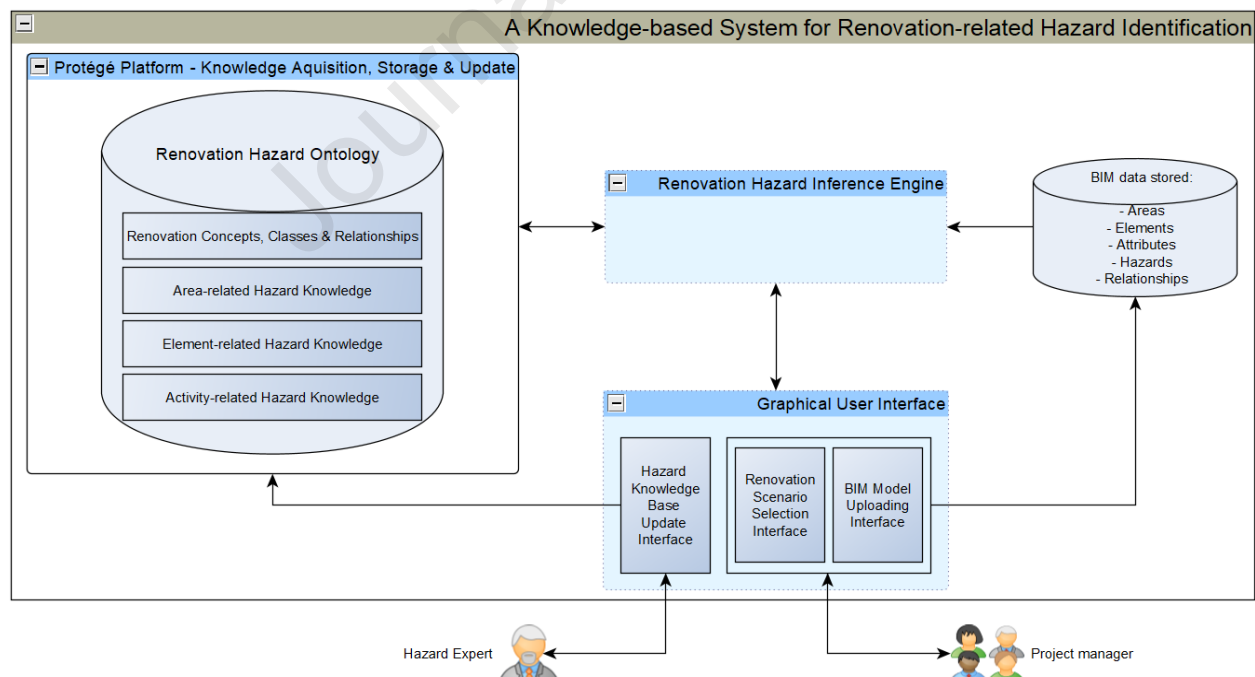 A Knowledge-based System for Renovation-related Hazard Identification
Protégé Platform - Knowledge Aquisition, Storage & Update
Renovation Hazard Ontology
Renovation Concepts, Classes & Relationships
Area-related Hazard Knowledge
Element-related Hazard Knowledge
Activity-related Hazard Knowledge
Renovation Hazard Inference Engine
BIM data stored:
- Areas
- Elements
- Attributes
- Hazards
- Relationships
Graphical User Interface
Hazard
Knowledge
Base
Update
Interface
Renovation
Scenario
Selection
Interface
BIM Model
Uploading
Interface
Hazard Expert
Project manager
Journa